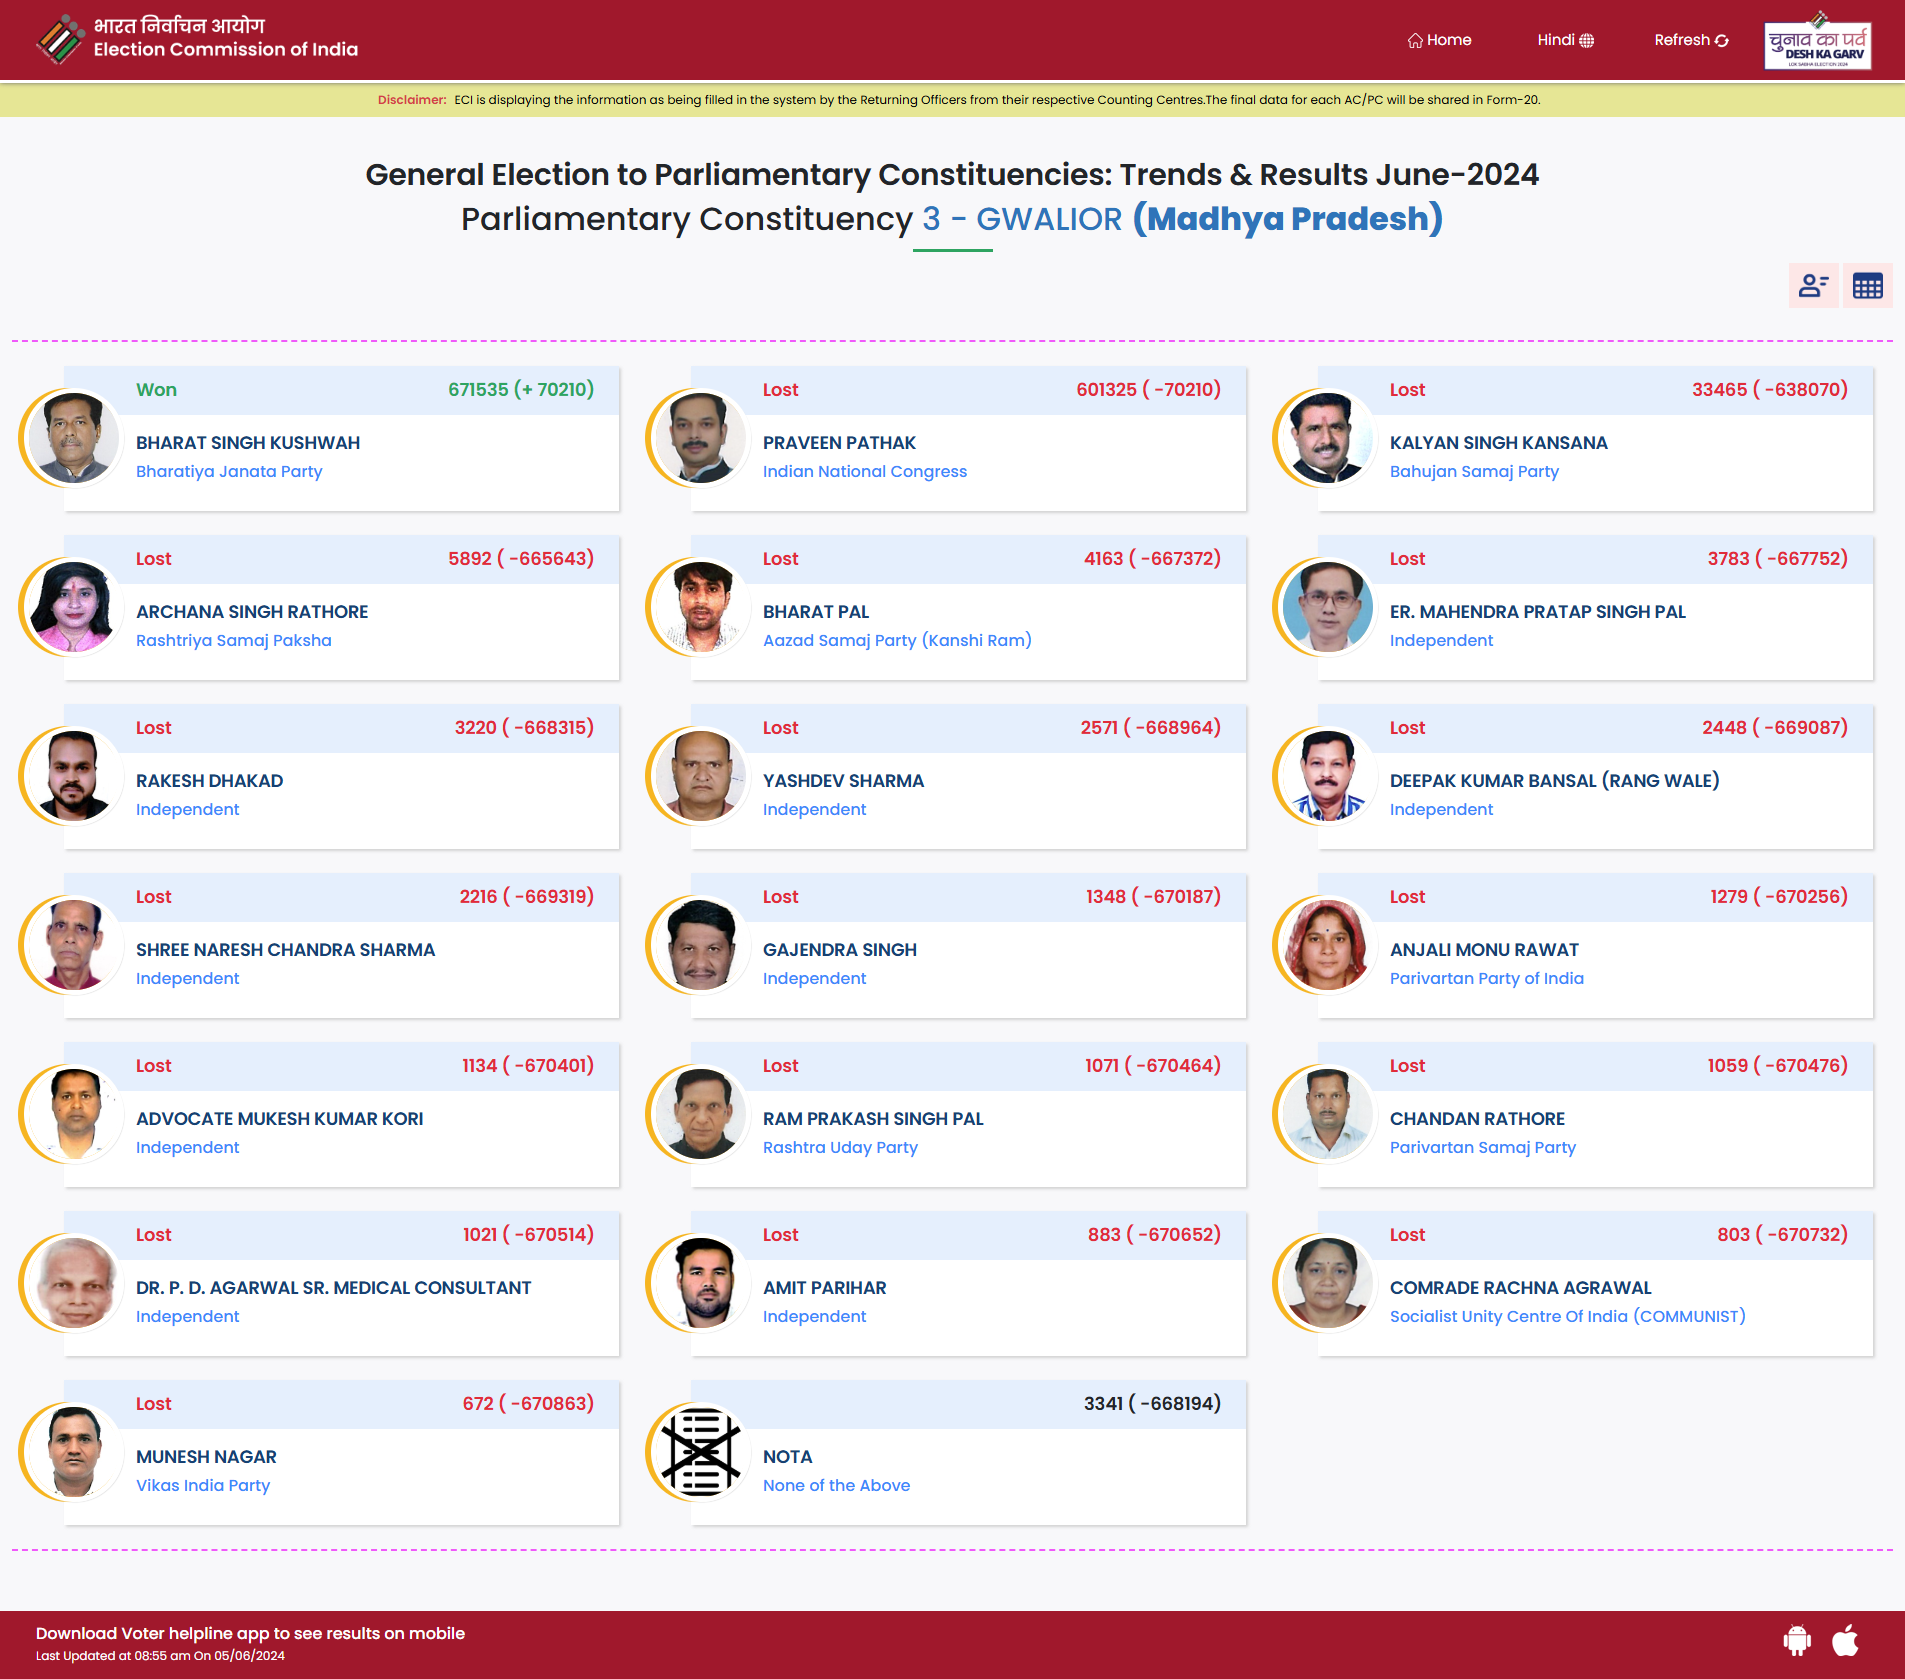 भारत निर्वाचन आयोग
Election Commission of India
Home
Hindi
Refresh
चुनाव का पर्व
DESH KA GARV
LOK SABHA ELECTION 2024
Disclaimer: ECI is displaying the information as being filled in the system by the Returning Officers from their respective Counting Centres.The final data for each AC/PC will be shared in Form-20.
General Election to Parliamentary Constituencies: Trends & Results June-2024
Parliamentary Constituency 3 - GWALIOR (Madhya Pradesh)
Won 671535 (+ 70210)
BHARAT SINGH KUSHWAH
Bharatiya Janata Party
Lost 601325 ( -70210)
PRAVEEN PATHAK
Indian National Congress
Lost 33465 ( -638070)
KALYAN SINGH KANSANA
Bahujan Samaj Party
Lost 5892 ( -665643)
ARCHANA SINGH RATHORE
Rashtriya Samaj Paksha
Lost 4163 ( -667372)
BHARAT PAL
Aazad Samaj Party (Kanshi Ram)
Lost 3783 ( -667752)
ER. MAHENDRA PRATAP SINGH PAL
Independent
Lost 3220 ( -668315)
RAKESH DHAKAD
Independent
Lost 2571 ( -668964)
YASHDEV SHARMA
Independent
Lost 2448 ( -669087)
DEEPAK KUMAR BANSAL (RANG WALE)
Independent
Lost 2216 ( -669319)
SHREE NARESH CHANDRA SHARMA
Independent
Lost 1348 ( -670187)
GAJENDRA SINGH
Independent
Lost 1279 ( -670256)
ANJALI MONU RAWAT
Parivartan Party of India
Lost 1134 ( -670401)
ADVOCATE MUKESH KUMAR KORI
Independent
Lost 1071 ( -670464)
RAM PRAKASH SINGH PAL
Rashtra Uday Party
Lost 1059 ( -670476)
CHANDAN RATHORE
Parivartan Samaj Party
Lost 1021 ( -670514)
DR. P. D. AGARWAL SR. MEDICAL CONSULTANT
Independent
Lost 883 ( -670652)
AMIT PARIHAR
Independent
Lost 803 ( -670732)
COMRADE RACHNA AGRAWAL
Socialist Unity Centre Of India (COMMUNIST)
Lost 672 ( -670863)
MUNESH NAGAR
Vikas India Party
3341 ( -668194)
NOTA
None of the Above
Download Voter helpline app to see results on mobile
Last Updated at 08:55 am On 05/06/2024